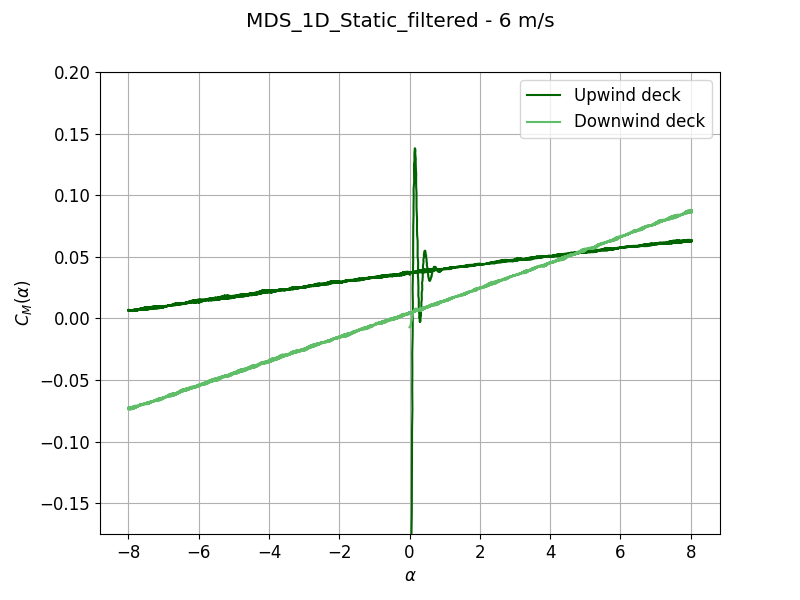 MDS_1D_Static_filtered - 6 m/s
0.20
0.15
0.10
0.05
0.00
−0.05
−0.10
−0.15
C_M(α)
Upwind deck
Downwind deck
−8 −6 −4 −2 0 2 4 6 8
α